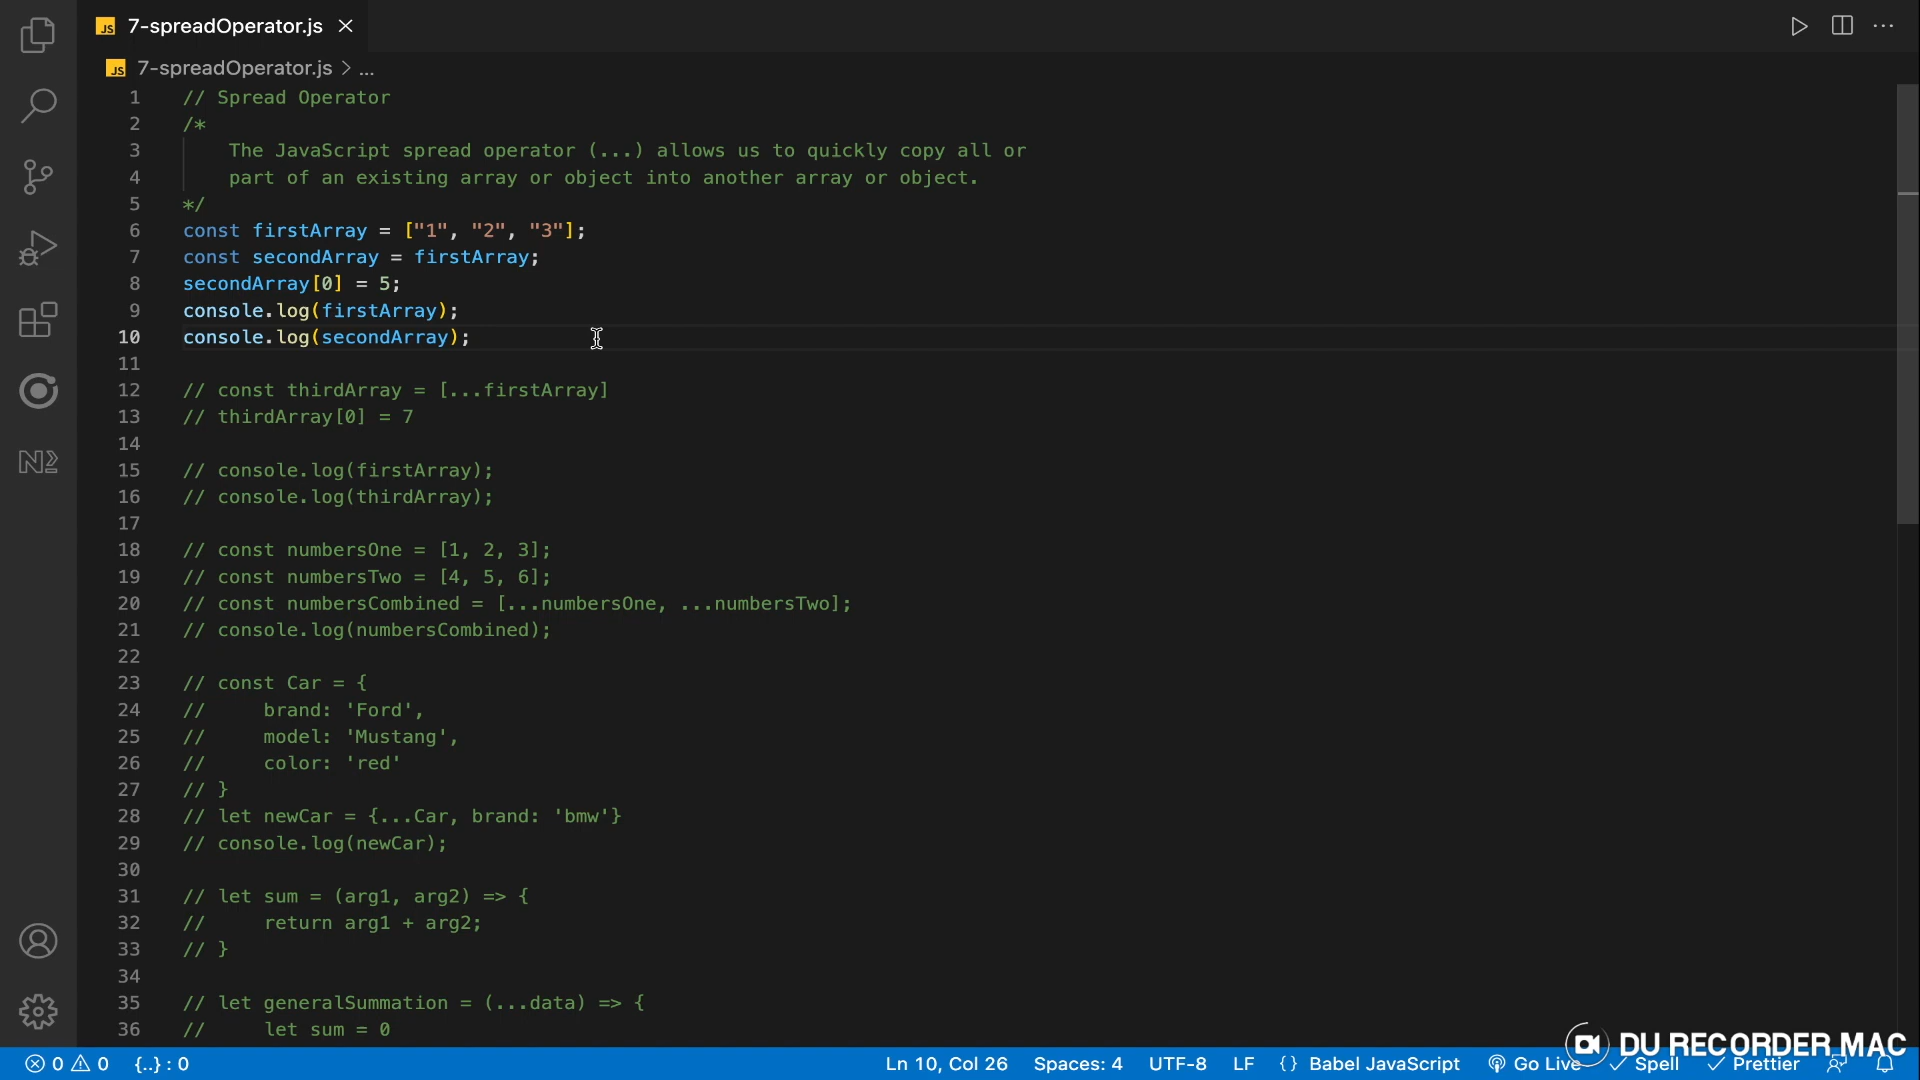 JS 7-spreadOperator.js
JS 7-spreadOperator.js > ...
1 // Spread Operator
2 /*
3 The JavaScript spread operator (...) allows us to quickly copy all or
4 part of an existing array or object into another array or object.
5 */
6 const firstArray = ["1", "2", "3"];
7 const secondArray = firstArray;
8 secondArray[0] = 5;
9 console.log(firstArray);
10 console.log(secondArray);
11
12 // const thirdArray = [...firstArray]
13 // thirdArray[0] = 7
14
15 // console.log(firstArray);
16 // console.log(thirdArray);
17
18 // const numbersOne = [1, 2, 3];
19 // const numbersTwo = [4, 5, 6];
20 // const numbersCombined = [...numbersOne, ...numbersTwo];
21 // console.log(numbersCombined);
22
23 // const Car = {
24 //     brand: 'Ford',
25 //     model: 'Mustang',
26 //     color: 'red'
27 // }
28 // let newCar = {...Car, brand: 'bmw'}
29 // console.log(newCar);
30
31 // let sum = (arg1, arg2) => {
32 //     return arg1 + arg2;
33 // }
34
35 // let generalSummation = (...data) => {
36 //     let sum = 0
DU RECORDER MAC
0 0 {..} : 0 Ln 10, Col 26 Spaces: 4 UTF-8 LF {} Babel JavaScript Go Live Spell Prettier